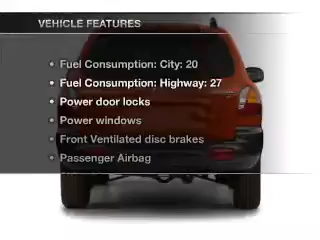 VEHICLE FEATURES
• Fuel Consumption: City: 20
• Fuel Consumption: Highway: 27
• Power door locks
• Power windows
• Front Ventilated disc brakes
• Passenger Airbag